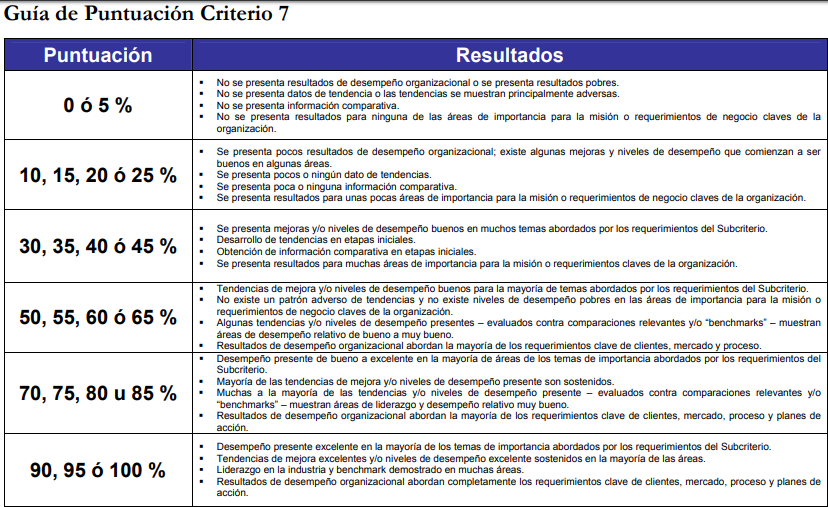 Guía de Puntuación Criterio 7
Puntuación
Resultados
0 ó 5 %
▪ No se presenta resultados de desempeño organizacional o se presenta resultados pobres.
▪ No se presenta datos de tendencia o las tendencias se muestran principalmente adversas.
▪ No se presenta información comparativa.
▪ No se presenta resultados para ninguna de las áreas de importancia para la misión o requerimientos de negocio claves de la
organización.
10, 15, 20 ó 25 %
▪ Se presenta pocos resultados de desempeño organizacional; existe algunas mejoras y niveles de desempeño que comienzan a ser
buenos en algunas áreas.
▪ Se presenta pocos o ningún dato de tendencias.
▪ Se presenta poca o ninguna información comparativa.
▪ Se presenta resultados para unas pocas áreas de importancia para la misión o requerimientos de negocio claves de la organización.
30, 35, 40 ó 45 %
▪ Se presenta mejoras y/o niveles de desempeño buenos en muchos temas abordados por los requerimientos del Subcriterio.
▪ Desarrollo de tendencias en etapas iniciales.
▪ Obtención de información comparativa en etapas iniciales.
▪ Se presenta resultados para muchas áreas de importancia para la misión o requerimientos claves de la organización.
50, 55, 60 ó 65 %
▪ Tendencias de mejora y/o niveles de desempeño buenos para la mayoría de temas abordados por los requerimientos del Subcriterio.
▪ No existe un patrón adverso de tendencias y no existe niveles de desempeño pobres en las áreas de importancia para la misión o
requerimientos de negocio claves de la organización.
▪ Algunas tendencias y/o niveles de desempeño presentes – evaluados contra comparaciones relevantes y/o “benchmarks” – muestran
áreas de desempeño relativo de bueno a muy bueno.
▪ Resultados de desempeño organizacional abordan la mayoría de los requerimientos clave de clientes, mercado y proceso.
70, 75, 80 u 85 %
▪ Desempeño presente de bueno a excelente en la mayoría de áreas de los temas de importancia abordados por los requerimientos del
Subcriterio.
▪ Mayoría de las tendencias de mejora y/o niveles de desempeño presente son sostenidos.
▪ Muchas a la mayoría de las tendencias y/o niveles de desempeño presente – evaluados contra comparaciones relevantes y/o
“benchmarks” – muestran áreas de liderazgo y desempeño relativo muy bueno.
▪ Resultados de desempeño organizacional abordan la mayoría de los requerimientos clave de clientes, mercado, proceso y planes de
acción.
90, 95 ó 100 %
▪ Desempeño presente excelente en la mayoría de los temas de importancia abordados por los requerimientos del Subcriterio.
▪ Tendencias de mejora excelentes y/o niveles de desempeño excelente sostenidos en la mayoría de las áreas.
▪ Liderazgo en la industria y benchmark demostrado en muchas áreas.
▪ Resultados de desempeño organizacional abordan completamente los requerimientos clave de clientes, mercado, proceso y planes de
acción.